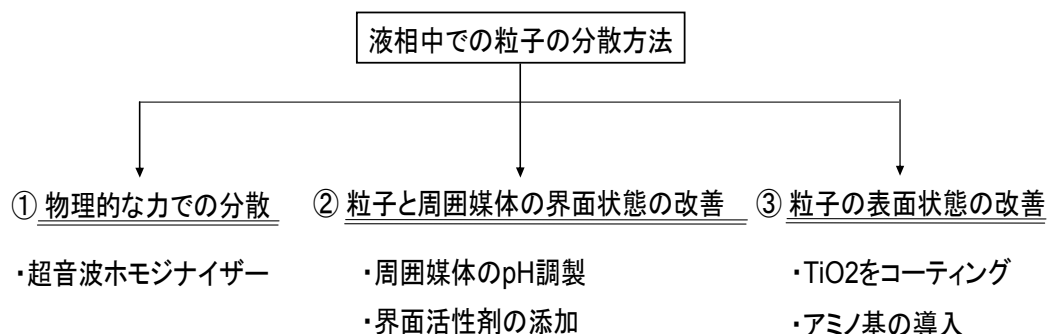 液相中での粒子の分散方法
① 物理的な力での分散
・超音波ホモジナイザー
② 粒子と周囲媒体の界面状態の改善
・周囲媒体のpH調製
・界面活性剤の添加
③ 粒子の表面状態の改善
・TiO2をコーティング
・アミノ基の導入